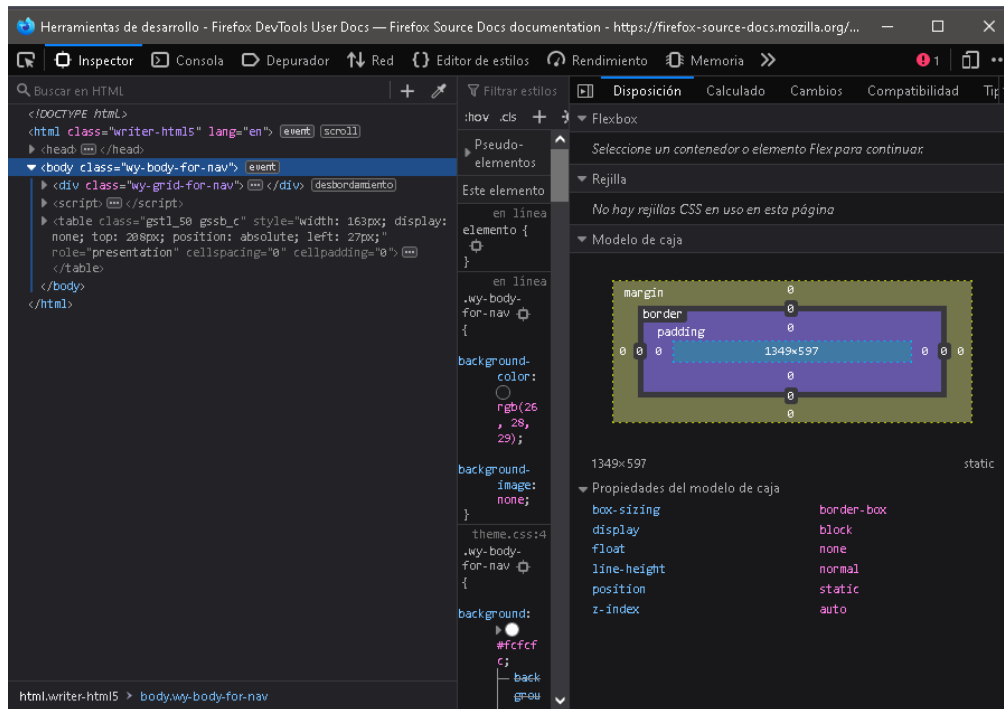 Herramientas de desarrollo - Firefox DevTools User Docs — Firefox Source Docs documentation - https://firefox-source-docs.mozilla.org/...
Inspector Consola Depurador Red Editor de estilos Rendimiento Memoria 1
Buscar en HTML
<!DOCTYPE html>
<html class="writer-html5" lang="en"> event scroll
<head> </head>
<body class="wy-body-for-nav"> event
<div class="wy-grid-for-nav"> </div> desbordamiento
<script> </script>
<table class="gstl_50 gssb_c" style="width: 163px; display:
none; top: 208px; position: absolute; left: 27px;"
role="presentation" cellspacing="0" cellpadding="0">
</table>
</body>
</html>
html.writer-html5 > body.wy-body-for-nav
Filtrar estilos
:hov .cls +
Pseudo-
elementos
Este elemento
en línea
elemento {
}
en línea
.wy-body-
for-nav
{
background-
color:
rgb(26
, 28,
29);
background-
image:
none;
}
theme.css:4
.wy-body-
for-nav
{
background:
#fcfcf
c;
back
grou
Disposición Calculado Cambios Compatibilidad Tip
Flexbox
Seleccione un contenedor o elemento Flex para continuar.
Rejilla
No hay rejillas CSS en uso en esta página
Modelo de caja
margin 0
border 0
padding 0
0 0 0 1349×597 0 0 0
0
0
0
1349×597 static
Propiedades del modelo de caja
box-sizing border-box
display block
float none
line-height normal
position static
z-index auto